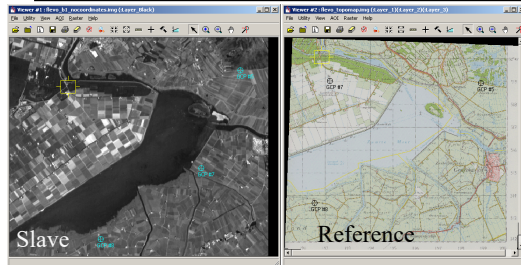 Viewer #1 : flevo_b1_nocoordinates.img (:Layer_Black)
File Utility View AOI Raster Help
Slave
Viewer #2 : flevo_topomap.img (:Layer_1)(:Layer_2)(:Layer_3)
File Utility View AOI Raster Help
GCP #7
GCP #5
GCP #8
Reference